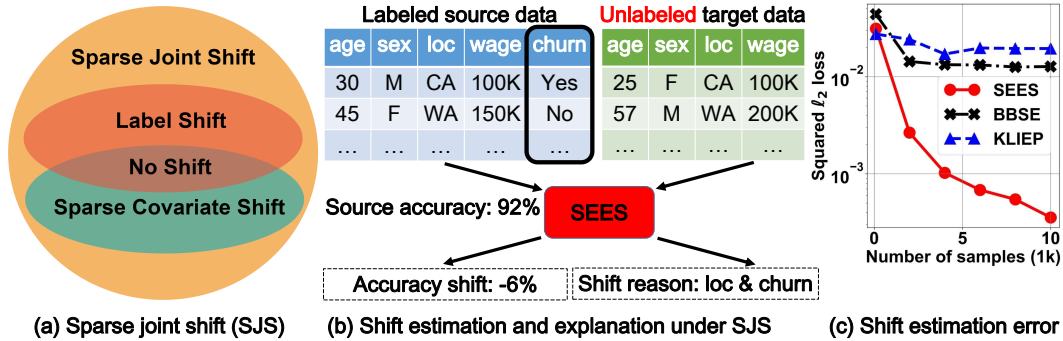 Sparse Joint Shift
Label Shift
No Shift
Sparse Covariate Shift
(a) Sparse joint shift (SJS)
Labeled source data
age sex loc wage churn
30 M CA 100K Yes
45 F WA 150K No
... ... ... ... ...
Unlabeled target data
age sex loc wage
25 F CA 100K
57 M WA 200K
... ... ... ...
Source accuracy: 92%
SEES
Accuracy shift: -6%
Shift reason: loc & churn
(b) Shift estimation and explanation under SJS
Squared ℓ₂ loss
10⁻²
10⁻³
SEES
BBSE
KLIEP
0 5 10
Number of samples (1k)
(c) Shift estimation error